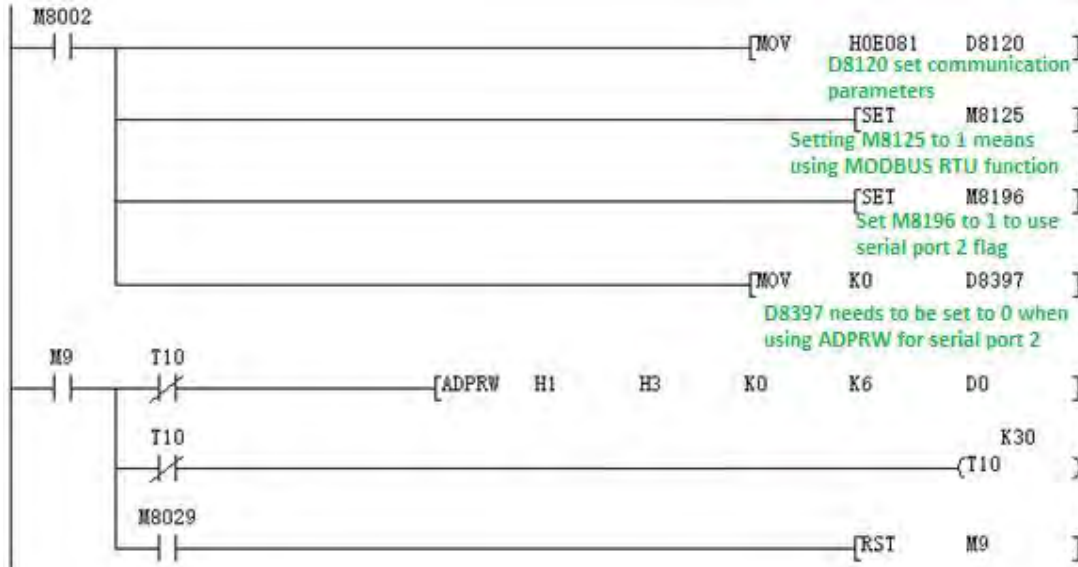 M8002
[MOV H0E081 D8120 ]
D8120 set communication
parameters
[SET M8125 ]
Setting M8125 to 1 means
using MODBUS RTU function
[SET M8196 ]
Set M8196 to 1 to use
serial port 2 flag
[MOV K0 D8397 ]
D8397 needs to be set to 0 when
using ADPRW for serial port 2
M9 T10
[ADPRW H1 H3 K0 K6 D0 ]
T10 K30
(T10 )
M8029
[RST M9 ]